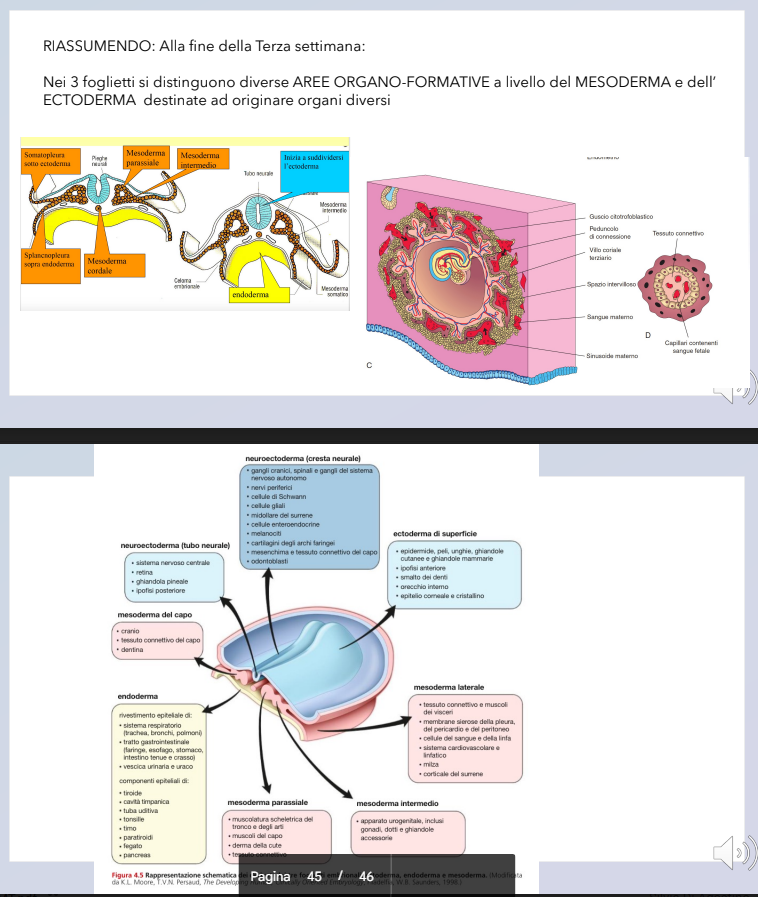 RIASSUMENDO: Alla fine della Terza settimana:
Nei 3 foglietti si distinguono diverse AREE ORGANO-FORMATIVE a livello del MESODERMA e dell’
ECTODERMA destinate ad originare organi diversi
Somatopleura
sotto ectoderma
Pieghe
neurali
Mesoderma
parassiale
Mesoderma
intermedio
Splancnopleura
sopra endoderma
Mesoderma
cordale
Tubo neurale
Inizia a suddividersi
l’ectoderma
Mesoderma
intermedio
Celoma
embrionale
endoderma
Mesoderma
somatico
Guscio citotrofoblastico
Peduncolo
di connessione
Villo coriale
terziario
Spazio intervilloso
Sangue materno
Sinusoide materno
C
Tessuto connettivo
D
Capillari contenenti
sangue fetale
neuroectoderma (cresta neurale)
• gangli cranici, spinali e gangli del sistema
nervoso autonomo
• nervi periferici
• cellule di Schwann
• cellule gliali
• midollare del surrene
• cellule enteroendocrine
• melanociti
• cartilagini degli archi faringei
• mesenchima e tessuto connettivo del capo
• odontoblasti
neuroectoderma (tubo neurale)
• sistema nervoso centrale
• retina
• ghiandola pineale
• ipofisi posteriore
ectoderma di superficie
• epidermide, peli, unghie, ghiandole
cutanee e ghiandole mammarie
• ipofisi anteriore
• smalto dei denti
• orecchio interno
• epitelio corneale e cristallino
mesoderma del capo
• cranio
• tessuto connettivo del capo
• dentina
endoderma
rivestimento epiteliale di:
• sistema respiratorio
(trachea, bronchi, polmoni)
• tratto gastrointestinale
(faringe, esofago, stomaco,
intestino tenue e crasso)
• vescica urinaria e uraco
componenti epiteliali di:
• tiroide
• cavità timpanica
• tuba uditiva
• tonsille
• timo
• paratiroidi
• fegato
• pancreas
mesoderma laterale
• tessuto connettivo e muscoli
dei visceri
• membrane sierose della pleura,
del pericardio e del peritoneo
• cellule del sangue e della linfa
• sistema cardiovascolare e
linfatico
• milza
• corticale del surrene
mesoderma parassiale
• muscolatura scheletrica del
tronco e degli arti
• muscoli del capo
• derma della cute
• tessuto connettivo
mesoderma intermedio
• apparato urogenitale, inclusi
gonadi, dotti e ghiandole
accessorie
Pagina 45 / 46
Figura 4.5 Rappresentazione schematica dei endoderma e mesoderma. (Modificata
da K.L. Moore, T.V.N. Persaud, The Developing W.B. Saunders, 1998.)